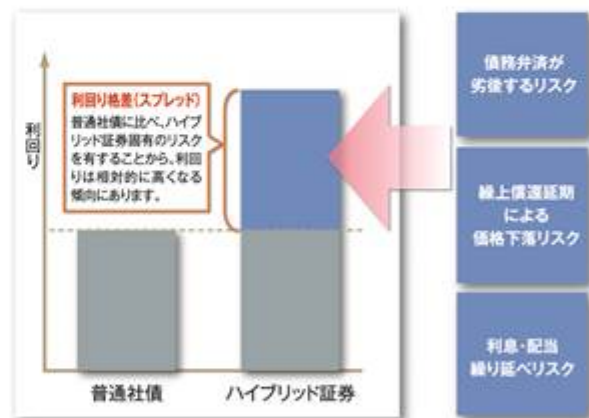 利回り
利回り格差(スプレッド)
普通社債に比べ、ハイブ
リッド証券固有のリスク
を有することから、利回
りは相対的に高くなる
傾向にあります。
普通社債
ハイブリッド証券
債務弁済が
劣後するリスク
繰上償還延期
による
価格下落リスク
利息・配当
繰り延べリスク